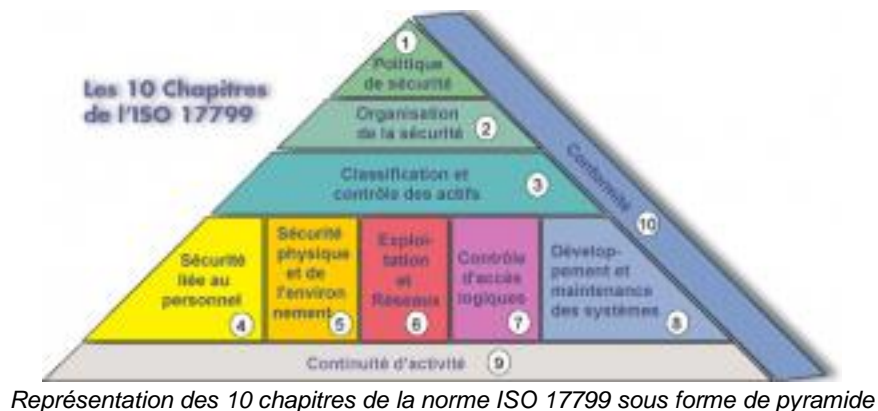 Les 10 Chapitres
de l'ISO 17799
1
Politique
de sécurité
Organisation
de la sécurité 2
Classification et
contrôle des actifs 3
Sécurité
liée au
personnel
4
Sécurité
physique
et de
l'environ
nement
5
Exploi-
tation
et
Réseaux
6
Contrôle
d'accès
logiques
7
Dévelop-
pement et
maintenance
des systèmes
8
Continuité d'activité 9
Conformité
10
Représentation des 10 chapitres de la norme ISO 17799 sous forme de pyramide